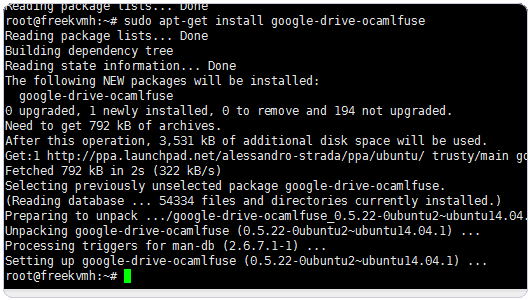 Reading package lists... Done
root@freekvmh:~# sudo apt-get install google-drive-ocamlfuse
Reading package lists... Done
Building dependency tree
Reading state information... Done
The following NEW packages will be installed:
google-drive-ocamlfuse
0 upgraded, 1 newly installed, 0 to remove and 194 not upgraded.
Need to get 792 kB of archives.
After this operation, 3,531 kB of additional disk space will be used.
Get:1 http://ppa.launchpad.net/alessandro-strada/ppa/ubuntu/ trusty/main go
Fetched 792 kB in 2s (322 kB/s)
Selecting previously unselected package google-drive-ocamlfuse.
(Reading database ... 54334 files and directories currently installed.)
Preparing to unpack .../google-drive-ocamlfuse_0.5.22-0ubuntu2~ubuntu14.04.
Unpacking google-drive-ocamlfuse (0.5.22-0ubuntu2~ubuntu14.04.1) ...
Processing triggers for man-db (2.6.7.1-1) ...
Setting up google-drive-ocamlfuse (0.5.22-0ubuntu2~ubuntu14.04.1) ...
root@freekvmh:~#